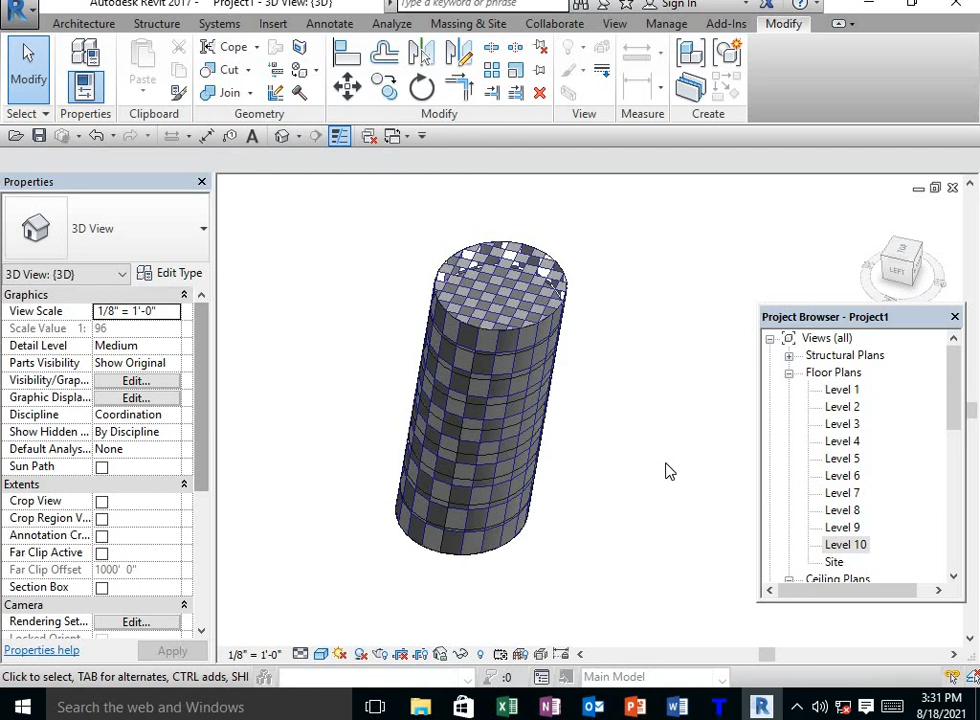 Autodesk Revit 2017 - Project1 - 3D View: {3D}
Type a keyword or phrase
Sign In
Architecture Structure Systems Insert Annotate Analyze Massing & Site Collaborate View Manage Add-Ins Modify
Modify
Paste
Cope
Cut
Join
Select Properties Clipboard Geometry Modify View Measure Create
Properties
3D View
3D View: {3D} Edit Type
Graphics
View Scale 1/8" = 1'-0"
Scale Value 1: 96
Detail Level Medium
Parts Visibility Show Original
Visibility/Grap... Edit...
Graphic Displa... Edit...
Discipline Coordination
Show Hidden ... By Discipline
Default Analys... None
Sun Path
Extents
Crop View
Crop Region V...
Annotation Cr...
Far Clip Active
Far Clip Offset 1000' 0"
Section Box
Camera
Rendering Set... Edit...
Locked Orient
Properties help Apply
LEFT
Project Browser - Project1
Views (all)
Structural Plans
Floor Plans
Level 1
Level 2
Level 3
Level 4
Level 5
Level 6
Level 7
Level 8
Level 9
Level 10
Site
Ceiling Plans
1/8" = 1'-0"
Click to select, TAB for alternates, CTRL adds, SHI :0 Main Model
Search the web and Windows
3:31 PM
8/18/2021